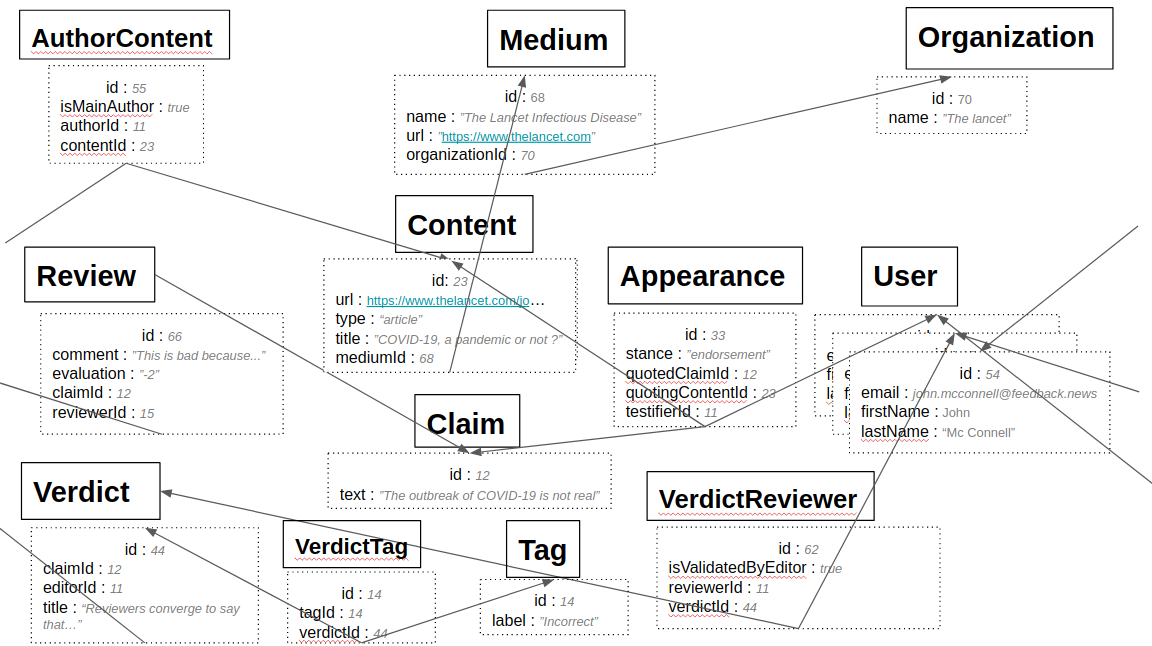 AuthorContent
id : 55
isMainAuthor : true
authorId : 11
contentId : 23
Medium
id : 68
name : ”The Lancet Infectious Disease”
url : ”https://www.thelancet.com”
organizationId : 70
Organization
id : 70
name : ”The lancet”
Review
id : 66
comment : ”This is bad because...”
evaluation : ”-2”
claimId : 12
reviewerId : 15
Content
id: 23
url : https://www.thelancet.com/jo…
type : “article”
title : ”COVID-19, a pandemic or not ?”
mediumId : 68
Appearance
id : 33
stance : ”endorsement”
quotedClaimId : 12
quotingContentId : 23
testifierId : 11
User
id : 54
email : john.mcconnell@feedback.news
firstName : John
lastName : “Mc Connell”
Claim
id : 12
text : ”The outbreak of COVID-19 is not real”
Verdict
id : 44
claimId : 12
editorId : 11
title : “Reviewers converge to say
that…”
VerdictTag
id : 14
tagId : 14
verdictId : 44
Tag
id : 14
label : ”Incorrect”
VerdictReviewer
id : 62
isValidatedByEditor : true
reviewerId : 11
verdictId : 44